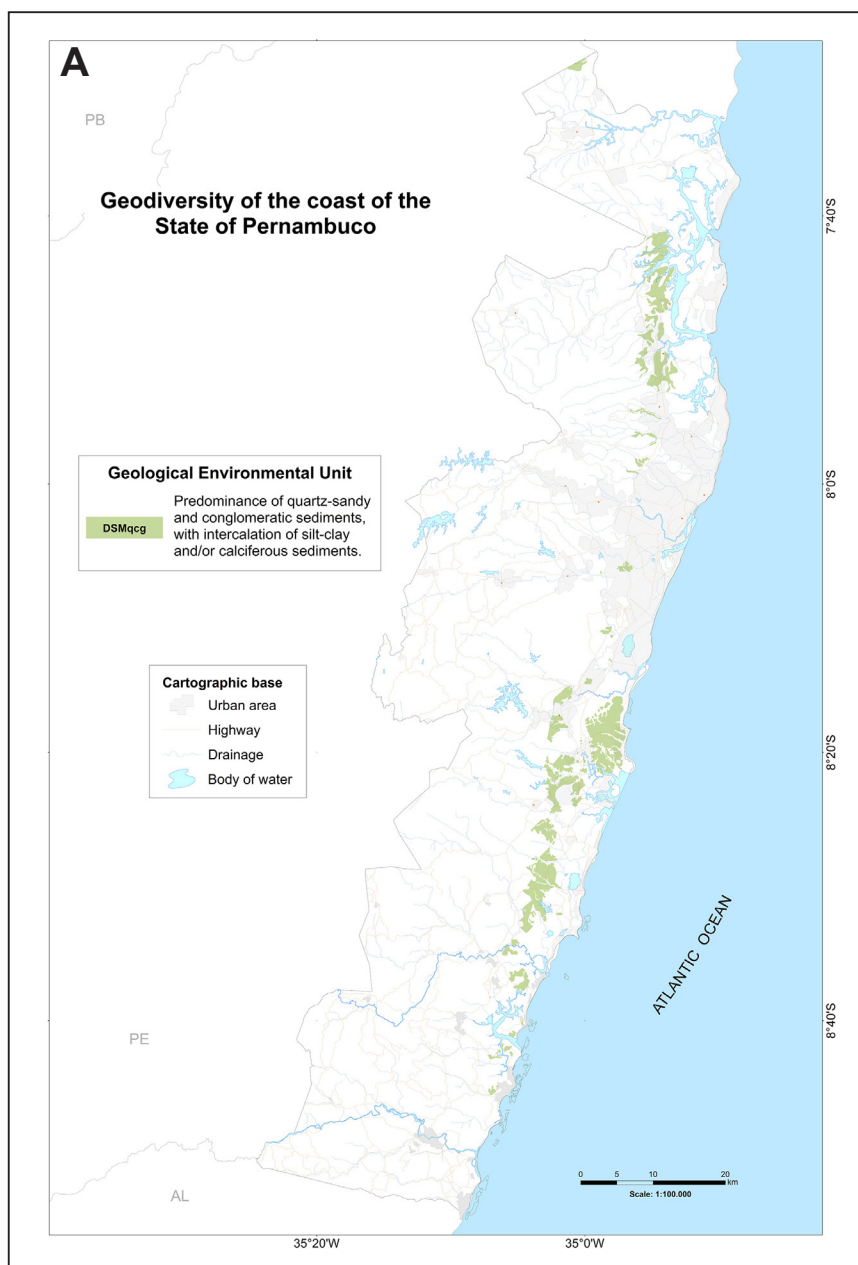 A
PB
Geodiversity of the coast of the
State of Pernambuco
7°40'S
Geological Environmental Unit
DSMqcg
Predominance of quartz-sandy
and conglomeratic sediments,
with intercalation of silt-clay
and/or calciferous sediments.
8°0'S
Cartographic base
Urban area
Highway
Drainage
Body of water
8°20'S
ATLANTIC OCEAN
8°40'S
PE
AL
0 5 10 20
km
Scale: 1:100.000
35°20'W
35°0'W